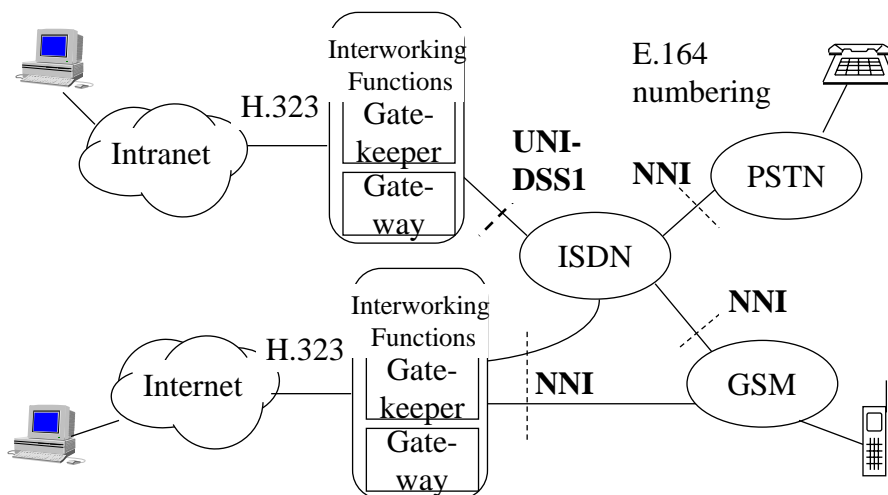 Interworking
Functions
Gate-
keeper
Gate-
way
H.323
Intranet
E.164
numbering
UNI-
DSS1
NNI
PSTN
ISDN
NNI
Interworking
Functions
Gate-
keeper
Gate-
way
H.323
Internet
NNI
GSM